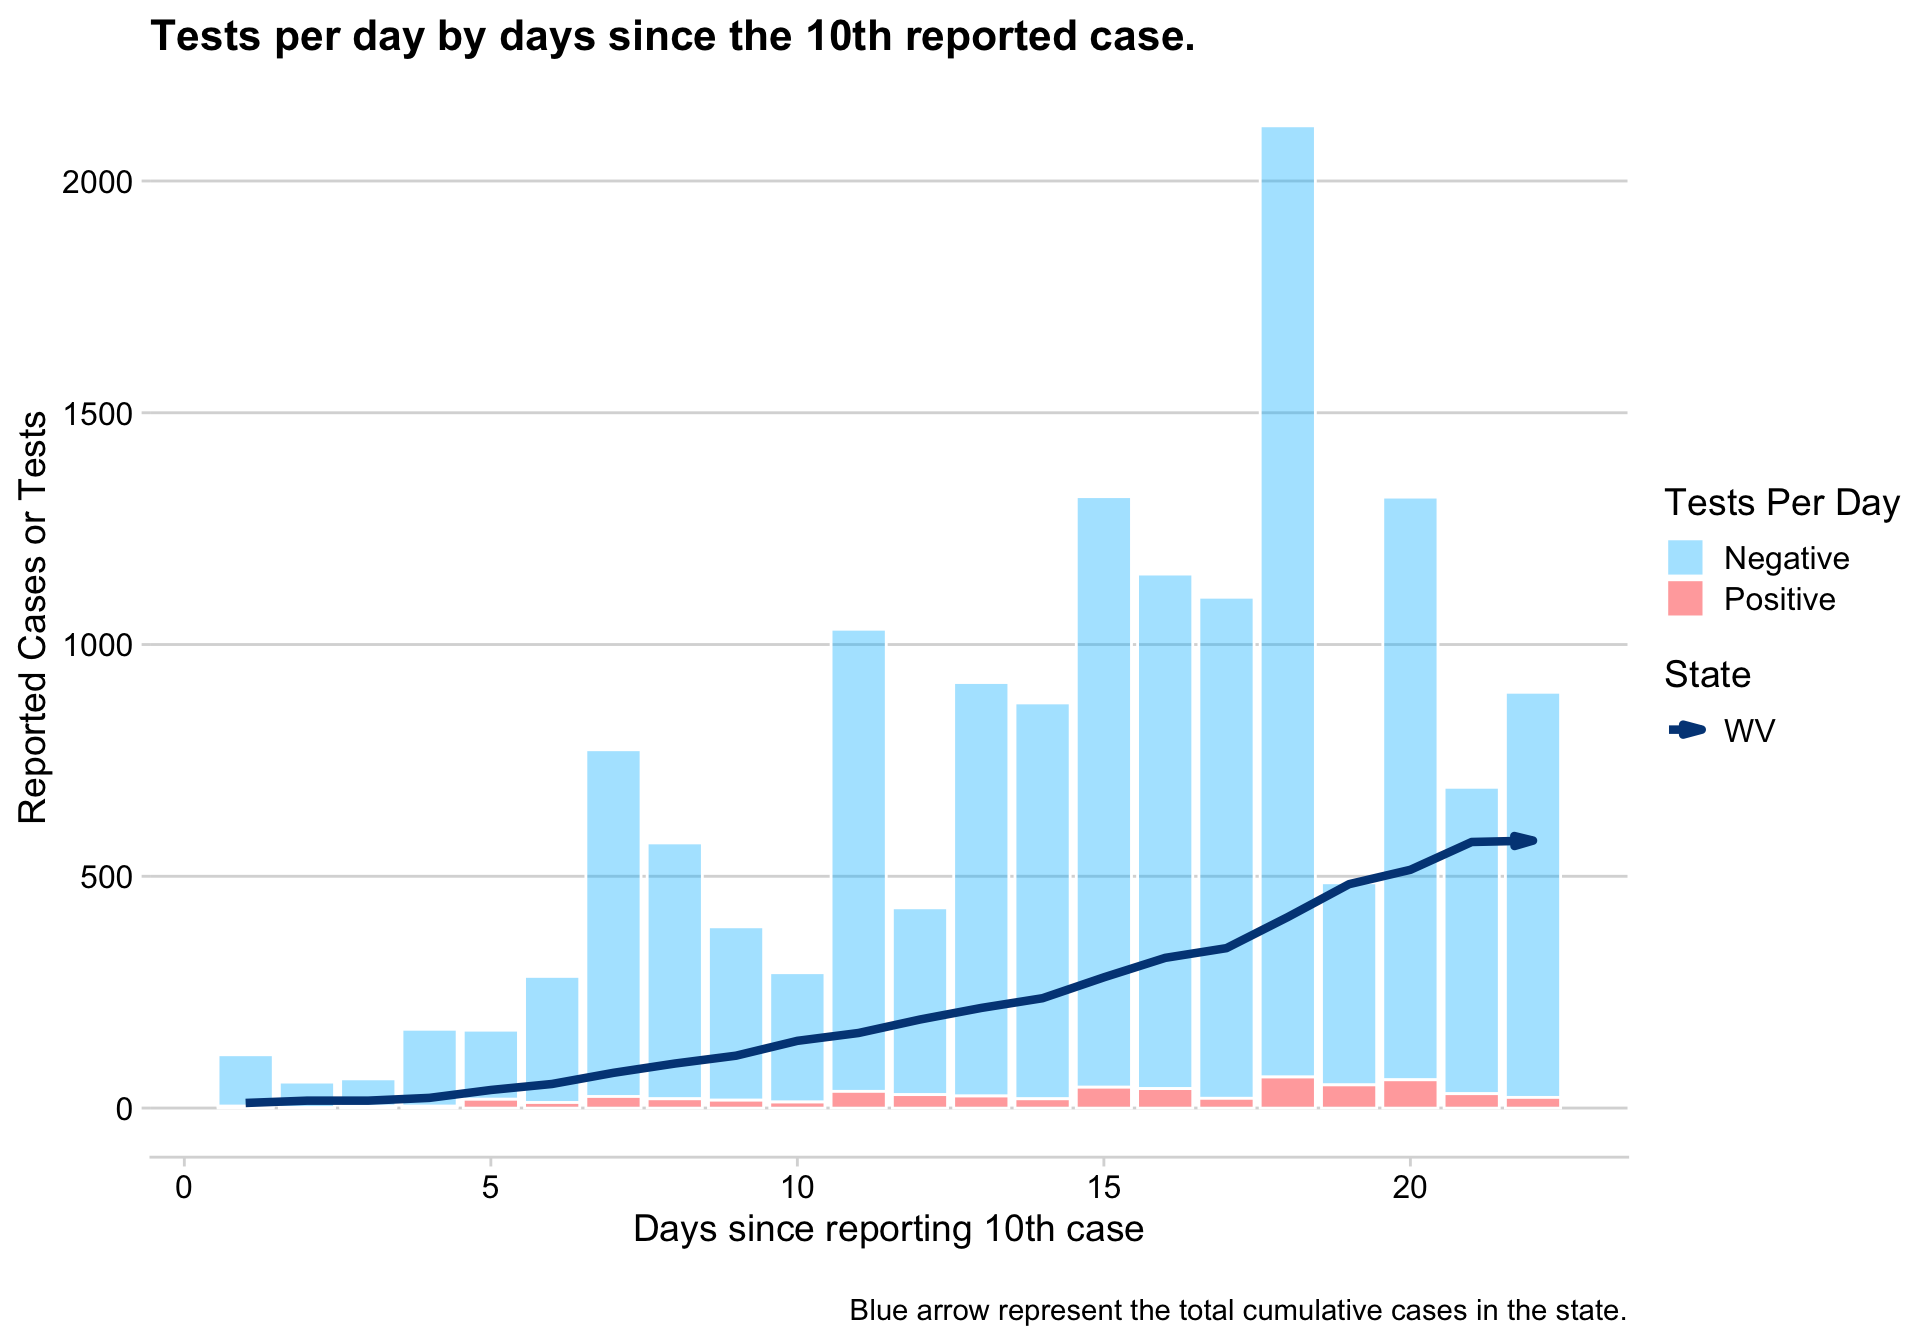 Tests per day by days since the 10th reported case.
Reported Cases or Tests
2000
1500
1000
500
0
0 5 10 15 20
Days since reporting 10th case
Tests Per Day
Negative
Positive
State
WV
Blue arrow represent the total cumulative cases in the state.